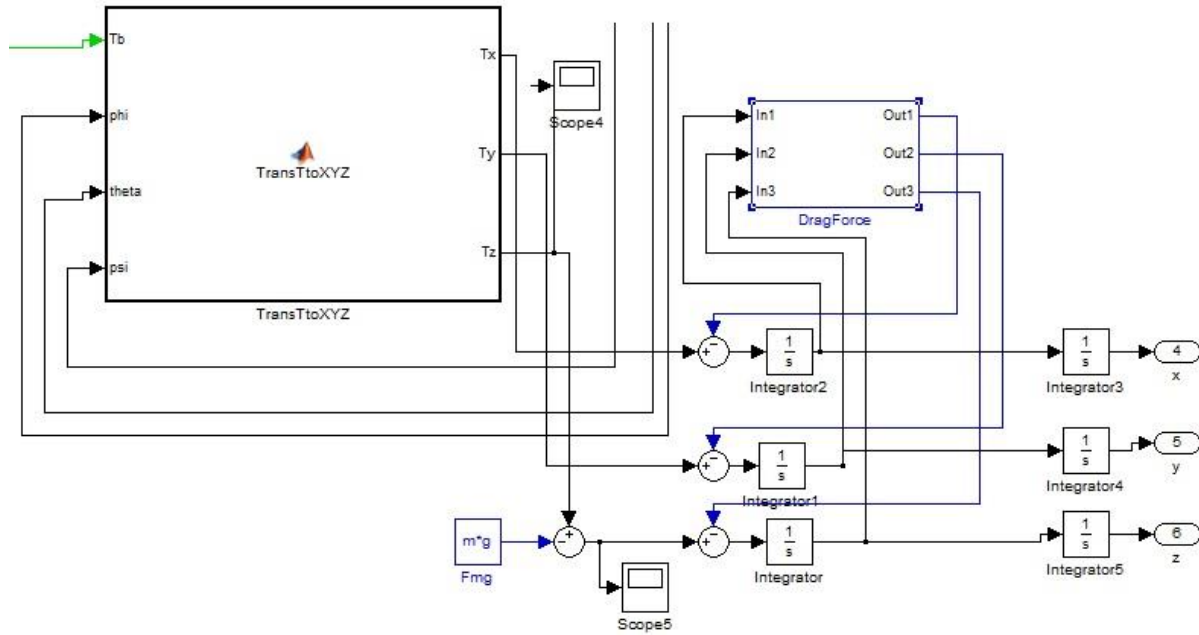 Tb
Tx
Scope4
phi
In1
Out1
Ty
In2
Out2
TransTtoXYZ
theta
In3
Out3
DragForce
Tz
psi
TransTtoXYZ
−
+
1
s
Integrator2
1
s
Integrator3
4
x
−
+
1
s
Integrator1
1
s
Integrator4
5
y
m*g
Fmg
+
−
−
+
1
s
Integrator
1
s
Integrator5
6
z
Scope5